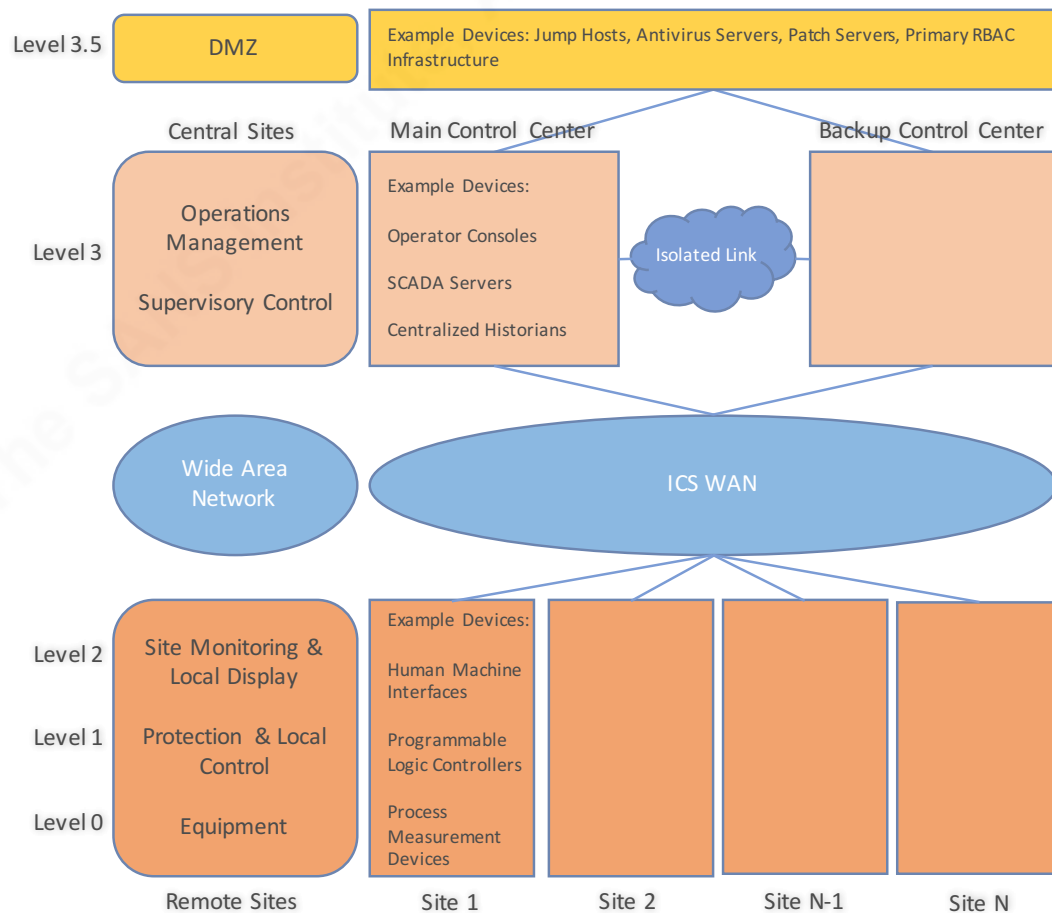 Level 3.5
DMZ
Example Devices: Jump Hosts, Antivirus Servers, Patch Servers, Primary RBAC
Infrastructure
Central Sites
Main Control Center
Backup Control Center
Level 3
Operations
Management
Supervisory Control
Example Devices:
Operator Consoles
SCADA Servers
Centralized Historians
Isolated Link
Wide Area
Network
ICS WAN
Level 2
Site Monitoring &
Local Display
Level 1
Protection & Local
Control
Level 0
Equipment
Example Devices:
Human Machine
Interfaces
Programmable
Logic Controllers
Process
Measurement
Devices
Remote Sites
Site 1
Site 2
Site N-1
Site N